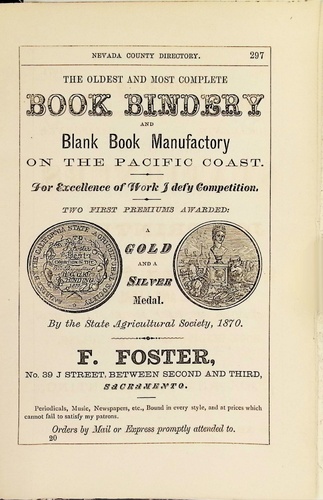 NEVADA COUNTY DIRECTORY. 297
THE OLDEST AND MOST COMPLETE
BOOK BINDERY
AND
Blank Book Manufactory
ON THE PACIFIC COAST.
For Excellence of Work I defy Competition.
TWO FIRST PREMIUMS AWARDED:
A
GOLD
AND A
SILVER
Medal.
By the State Agricultural Society, 1870.
F. FOSTER,
No. 39 J STREET, BETWEEN SECOND AND THIRD,
SACRAMENTO.
Periodicals, Music, Newspapers, etc., Bound in every style, and at prices which
cannot fail to satisfy my patrons.
Orders by Mail or Express promptly attended to.
20